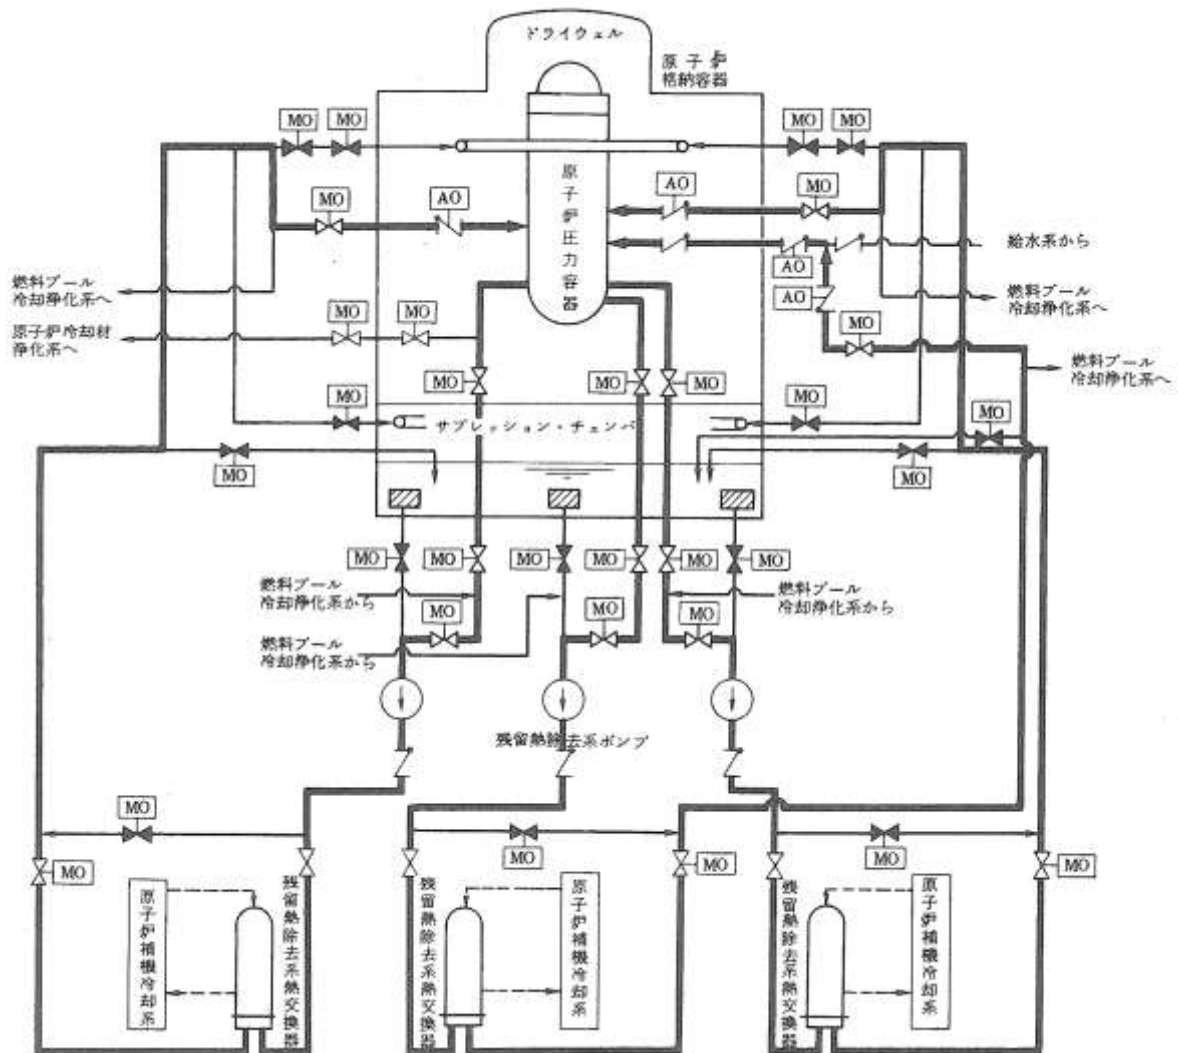 ドライウェル
原子炉
格納容器
MO
MO
MO
MO
原子炉圧力容器
MO
AO
AO
MO
給水系から
AO
AO
燃料プール
冷却浄化系へ
燃料プール
冷却浄化系へ
原子炉冷却材
浄化系へ
MO
MO
MO
燃料プール
冷却浄化系へ
MO
MO
MO
MO
MO
MO
サプレッション・チェンバ
MO
MO
MO
MO
MO
MO
MO
MO
燃料プール
冷却浄化系から
燃料プール
冷却浄化系から
MO
MO
MO
燃料プール
冷却浄化系から
残留熱除去系ポンプ
MO
MO
MO
MO
MO
MO
原子炉補機冷却系
残留熱除去系熱交換器
残留熱除去系熱交換器
原子炉補機冷却系
残留熱除去系熱交換器
原子炉補機冷却系